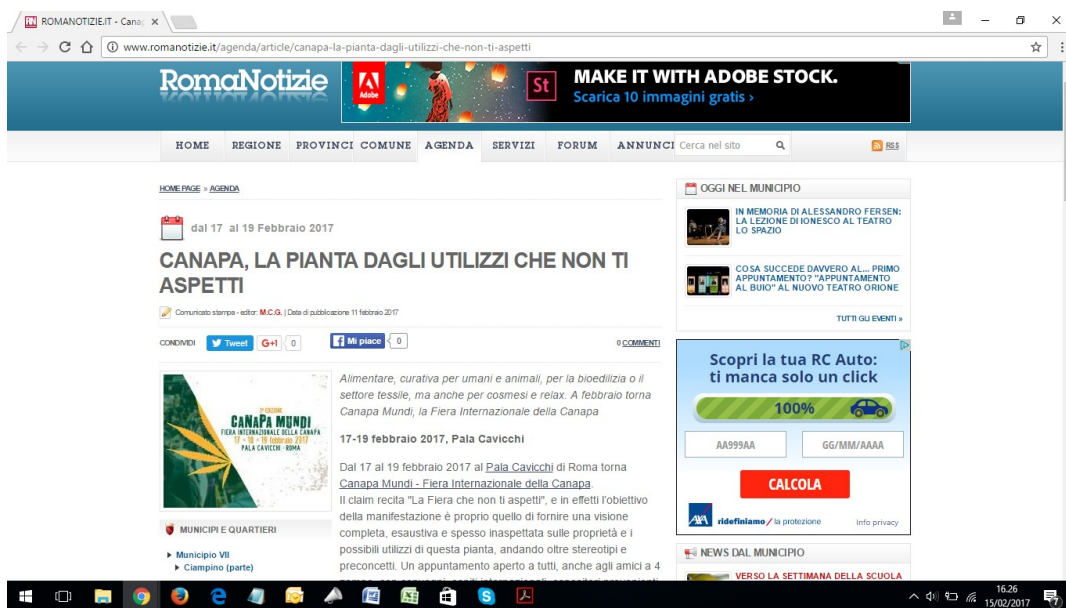 ROMANOTIZIE.IT - Cana
www.romanotizie.it/agenda/article/canapa-la-pianta-dagli-utilizzi-che-non-ti-aspetti
RomaNotizie
Adobe
St
MAKE IT WITH ADOBE STOCK.
Scarica 10 immagini gratis ›
HOME REGIONE PROVINCI COMUNE AGENDA SERVIZI FORUM ANNUNCI Cerca nel sito RSS
HOME PAGE » AGENDA
dal 17 al 19 Febbraio 2017
CANAPA, LA PIANTA DAGLI UTILIZZI CHE NON TI
ASPETTI
Comunicato stampa - editor: M.C.G. | Data di pubblicazione 11 febbraio 2017
CONDIVIDI Tweet G+1 0 Mi piace 0 0 COMMENTI
CANAPA MUNDI
FIERA INTERNAZIONALE DELLA CANAPA
17 - 18 - 19 febbraio 2017
PALA CAVICCHI - ROMA
Alimentare, curativa per umani e animali, per la bioedilizia o il
settore tessile, ma anche per cosmesi e relax. A febbraio torna
Canapa Mundi, la Fiera Internazionale della Canapa
17-19 febbraio 2017, Pala Cavicchi
Dal 17 al 19 febbraio 2017 al Pala Cavicchi di Roma torna
Canapa Mundi - Fiera Internazionale della Canapa.
Il claim recita "La Fiera che non ti aspetti", e in effetti l'obiettivo
della manifestazione è proprio quello di fornire una visione
completa, esaustiva e spesso inaspettata sulle proprietà e i
possibili utilizzi di questa pianta, andando oltre stereotipi e
preconcetti. Un appuntamento aperto a tutti, anche agli amici a 4
MUNICIPI E QUARTIERI
Municipio VII
Ciampino (parte)
OGGI NEL MUNICIPIO
IN MEMORIA DI ALESSANDRO FERSEN:
LA LEZIONE DI IONESCO AL TEATRO
LO SPAZIO
COSA SUCCEDE DAVVERO AL... PRIMO
APPUNTAMENTO? "APPUNTAMENTO
AL BUIO" AL NUOVO TEATRO ORIONE
TUTTI GLI EVENTI »
Scopri la tua RC Auto:
ti manca solo un click
100%
AA999AA GG/MM/AAAA
CALCOLA
AXA ridefiniamo / la protezione Info privacy
NEWS DAL MUNICIPIO
VERSO LA SETTIMANA DELLA SCUOLA
16.26
15/02/2017